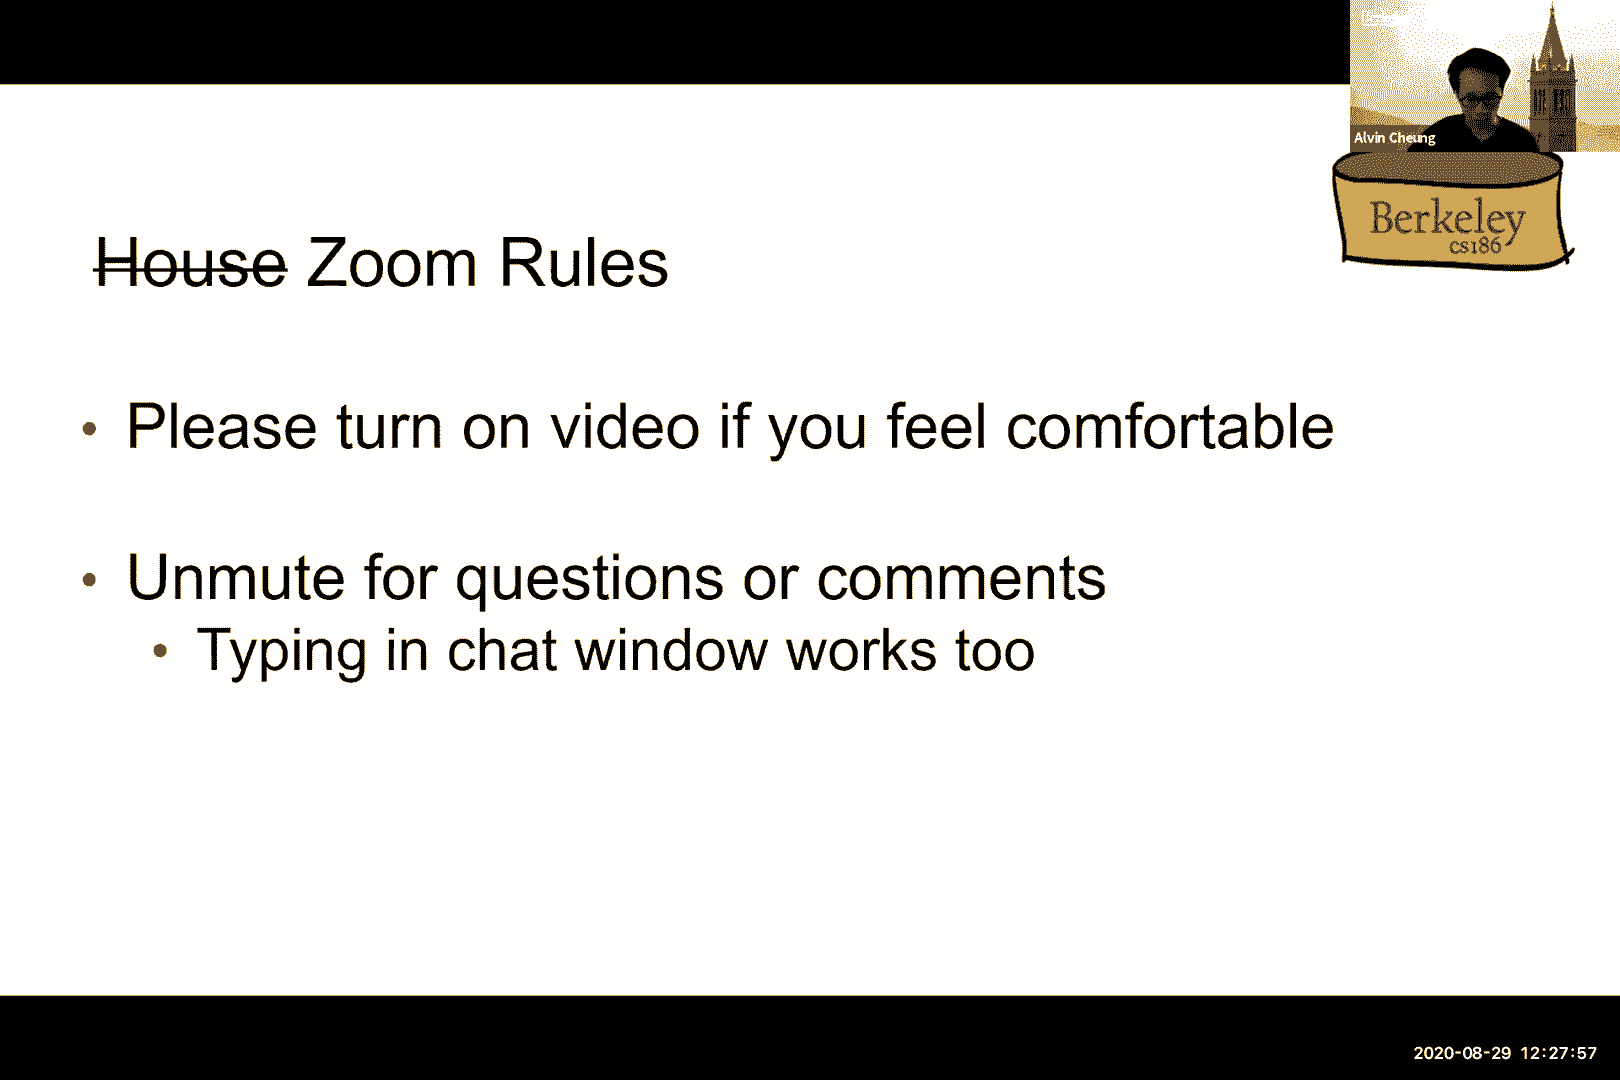 Alvin Cheung
Berkeley
cs186
House Zoom Rules
• Please turn on video if you feel comfortable
• Unmute for questions or comments
• Typing in chat window works too
2020-08-29 12:27:57